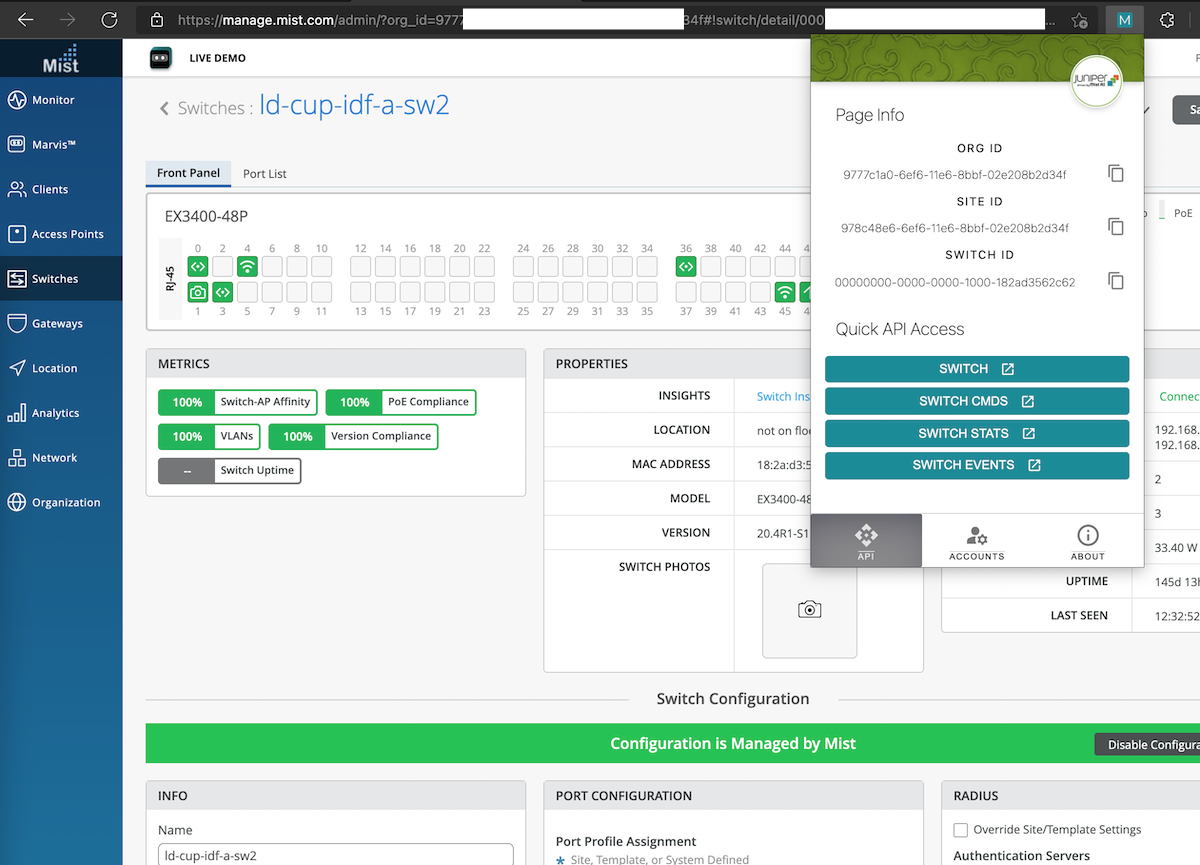 https://manage.mist.com/admin/?org_id=9777
34f#!switch/detail/000
...
M
Mist
LIVE DEMO
Monitor
Marvis™
Clients
Access Points
Switches
Gateways
Location
Analytics
Network
Organization
Switches : ld-cup-idf-a-sw2
Sa
Front Panel
Port List
EX3400-48P
PoE
RJ-45
0 2 4 6 8 10 12 14 16 18 20 22 24 26 28 30 32 34 36 38 40 42 44 4
1 3 5 7 9 11 13 15 17 19 21 23 25 27 29 31 33 35 37 39 41 43 45 4
METRICS
100% Switch-AP Affinity
100% PoE Compliance
100% VLANs
100% Version Compliance
-- Switch Uptime
PROPERTIES
INSIGHTS Switch Ins
LOCATION not on floo
MAC ADDRESS 18:2a:d3:5
MODEL EX3400-48
VERSION 20.4R1-S1
SWITCH PHOTOS
Connec
192.168.
192.168.
2
3
33.40 W
UPTIME 145d 13h
LAST SEEN 12:32:52
juniper
Page Info
ORG ID
9777c1a0-6ef6-11e6-8bbf-02e208b2d34f
SITE ID
978c48e6-6ef6-11e6-8bbf-02e208b2d34f
SWITCH ID
00000000-0000-0000-1000-182ad3562c62
Quick API Access
SWITCH
SWITCH CMDS
SWITCH STATS
SWITCH EVENTS
API
ACCOUNTS
ABOUT
Switch Configuration
Configuration is Managed by Mist
Disable Configura
INFO
Name
ld-cup-idf-a-sw2
PORT CONFIGURATION
Port Profile Assignment
* Site, Template, or System Defined
RADIUS
Override Site/Template Settings
Authentication Servers